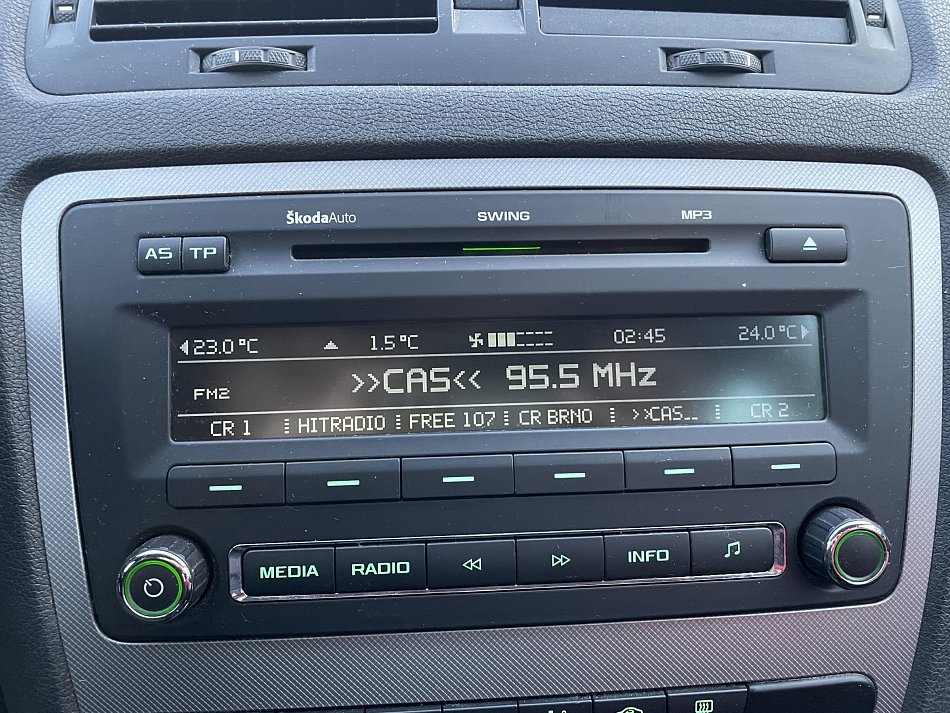 ŠkodaAuto SWING MP3
AS TP
23.0°C 1.5°C 02:45 24.0°C
FM2 >>CAS<< 95.5 MHz
CR 1 HITRADIO FREE 107 CR BRNO >>CAS__ CR 2
MEDIA RADIO INFO